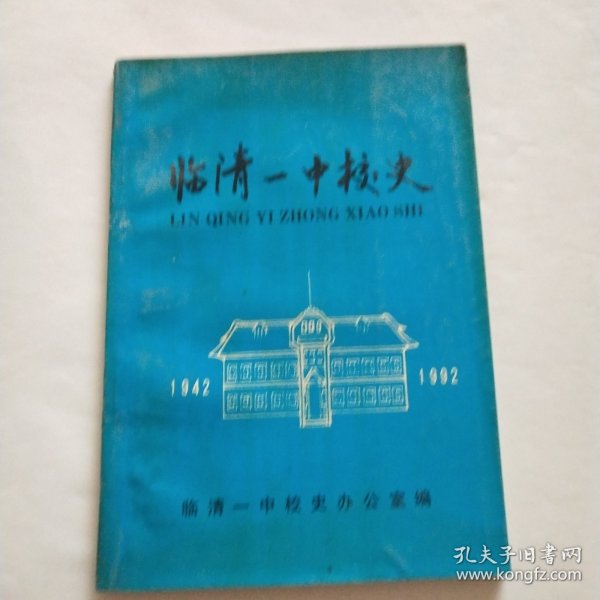 临清一中校史
LIN QING YI ZHONG XIAO SHI
1942
1992
临清一中校史办公室编
孔夫子旧书网
www.kongfz.com